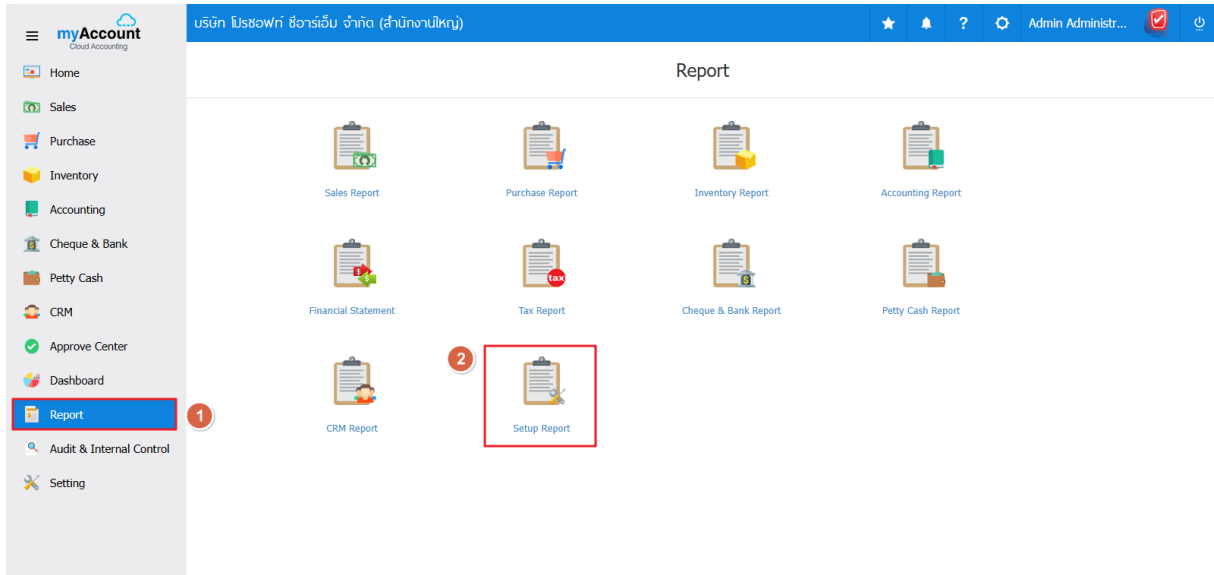 myAccount
Cloud Accounting
บริษัท โปรซอฟท์ ซีอาร์เอ็ม จำกัด (สำนักงานใหญ่)
?
Admin Administr...
Home
Sales
Purchase
Inventory
Accounting
Cheque & Bank
Petty Cash
CRM
Approve Center
Dashboard
Report
1
Audit & Internal Control
Setting
Report
Sales Report
Purchase Report
Inventory Report
Accounting Report
$
$
tax
$
Financial Statement
Tax Report
Cheque & Bank Report
Petty Cash Report
2
CRM Report
Setup Report